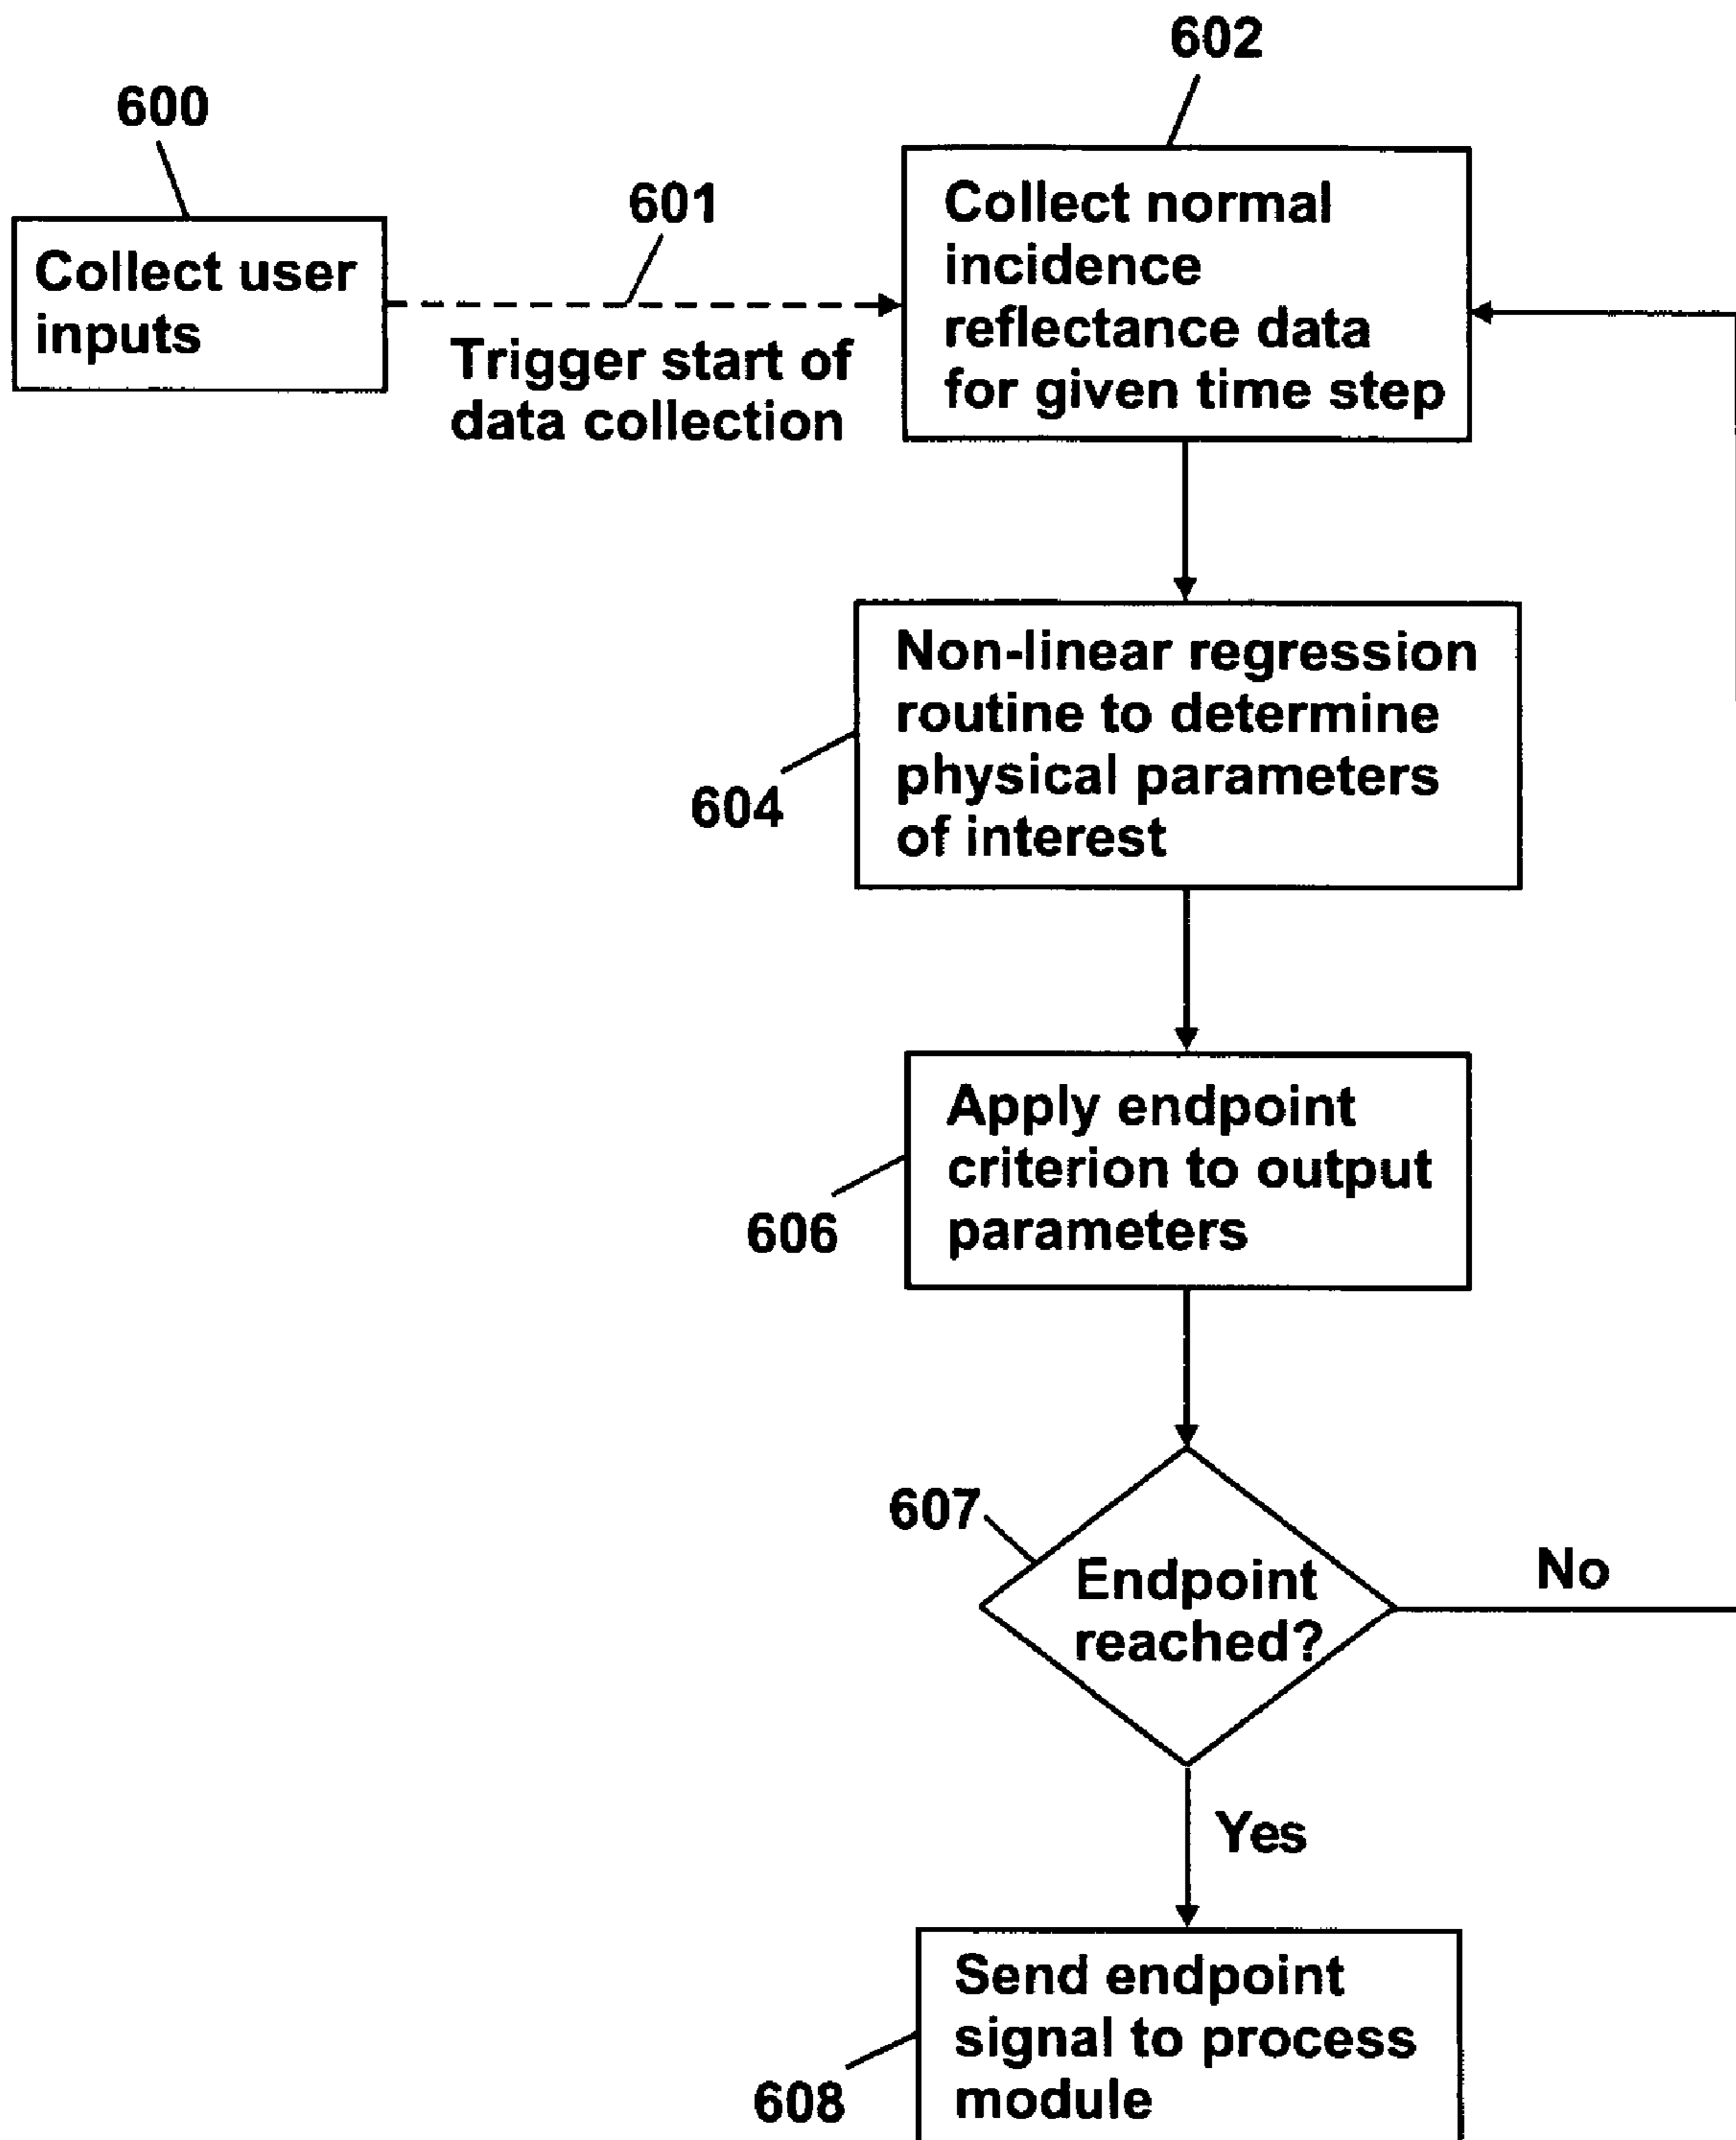 602
600
601
Collect user
inputs
Trigger start of
data collection
Collect normal
incidence
reflectance data
for given time step
Non-linear regression
routine to determine
physical parameters
of interest
604
Apply endpoint
criterion to output
parameters
606
607
Endpoint
reached?
No
Yes
Send endpoint
signal to process
module
608